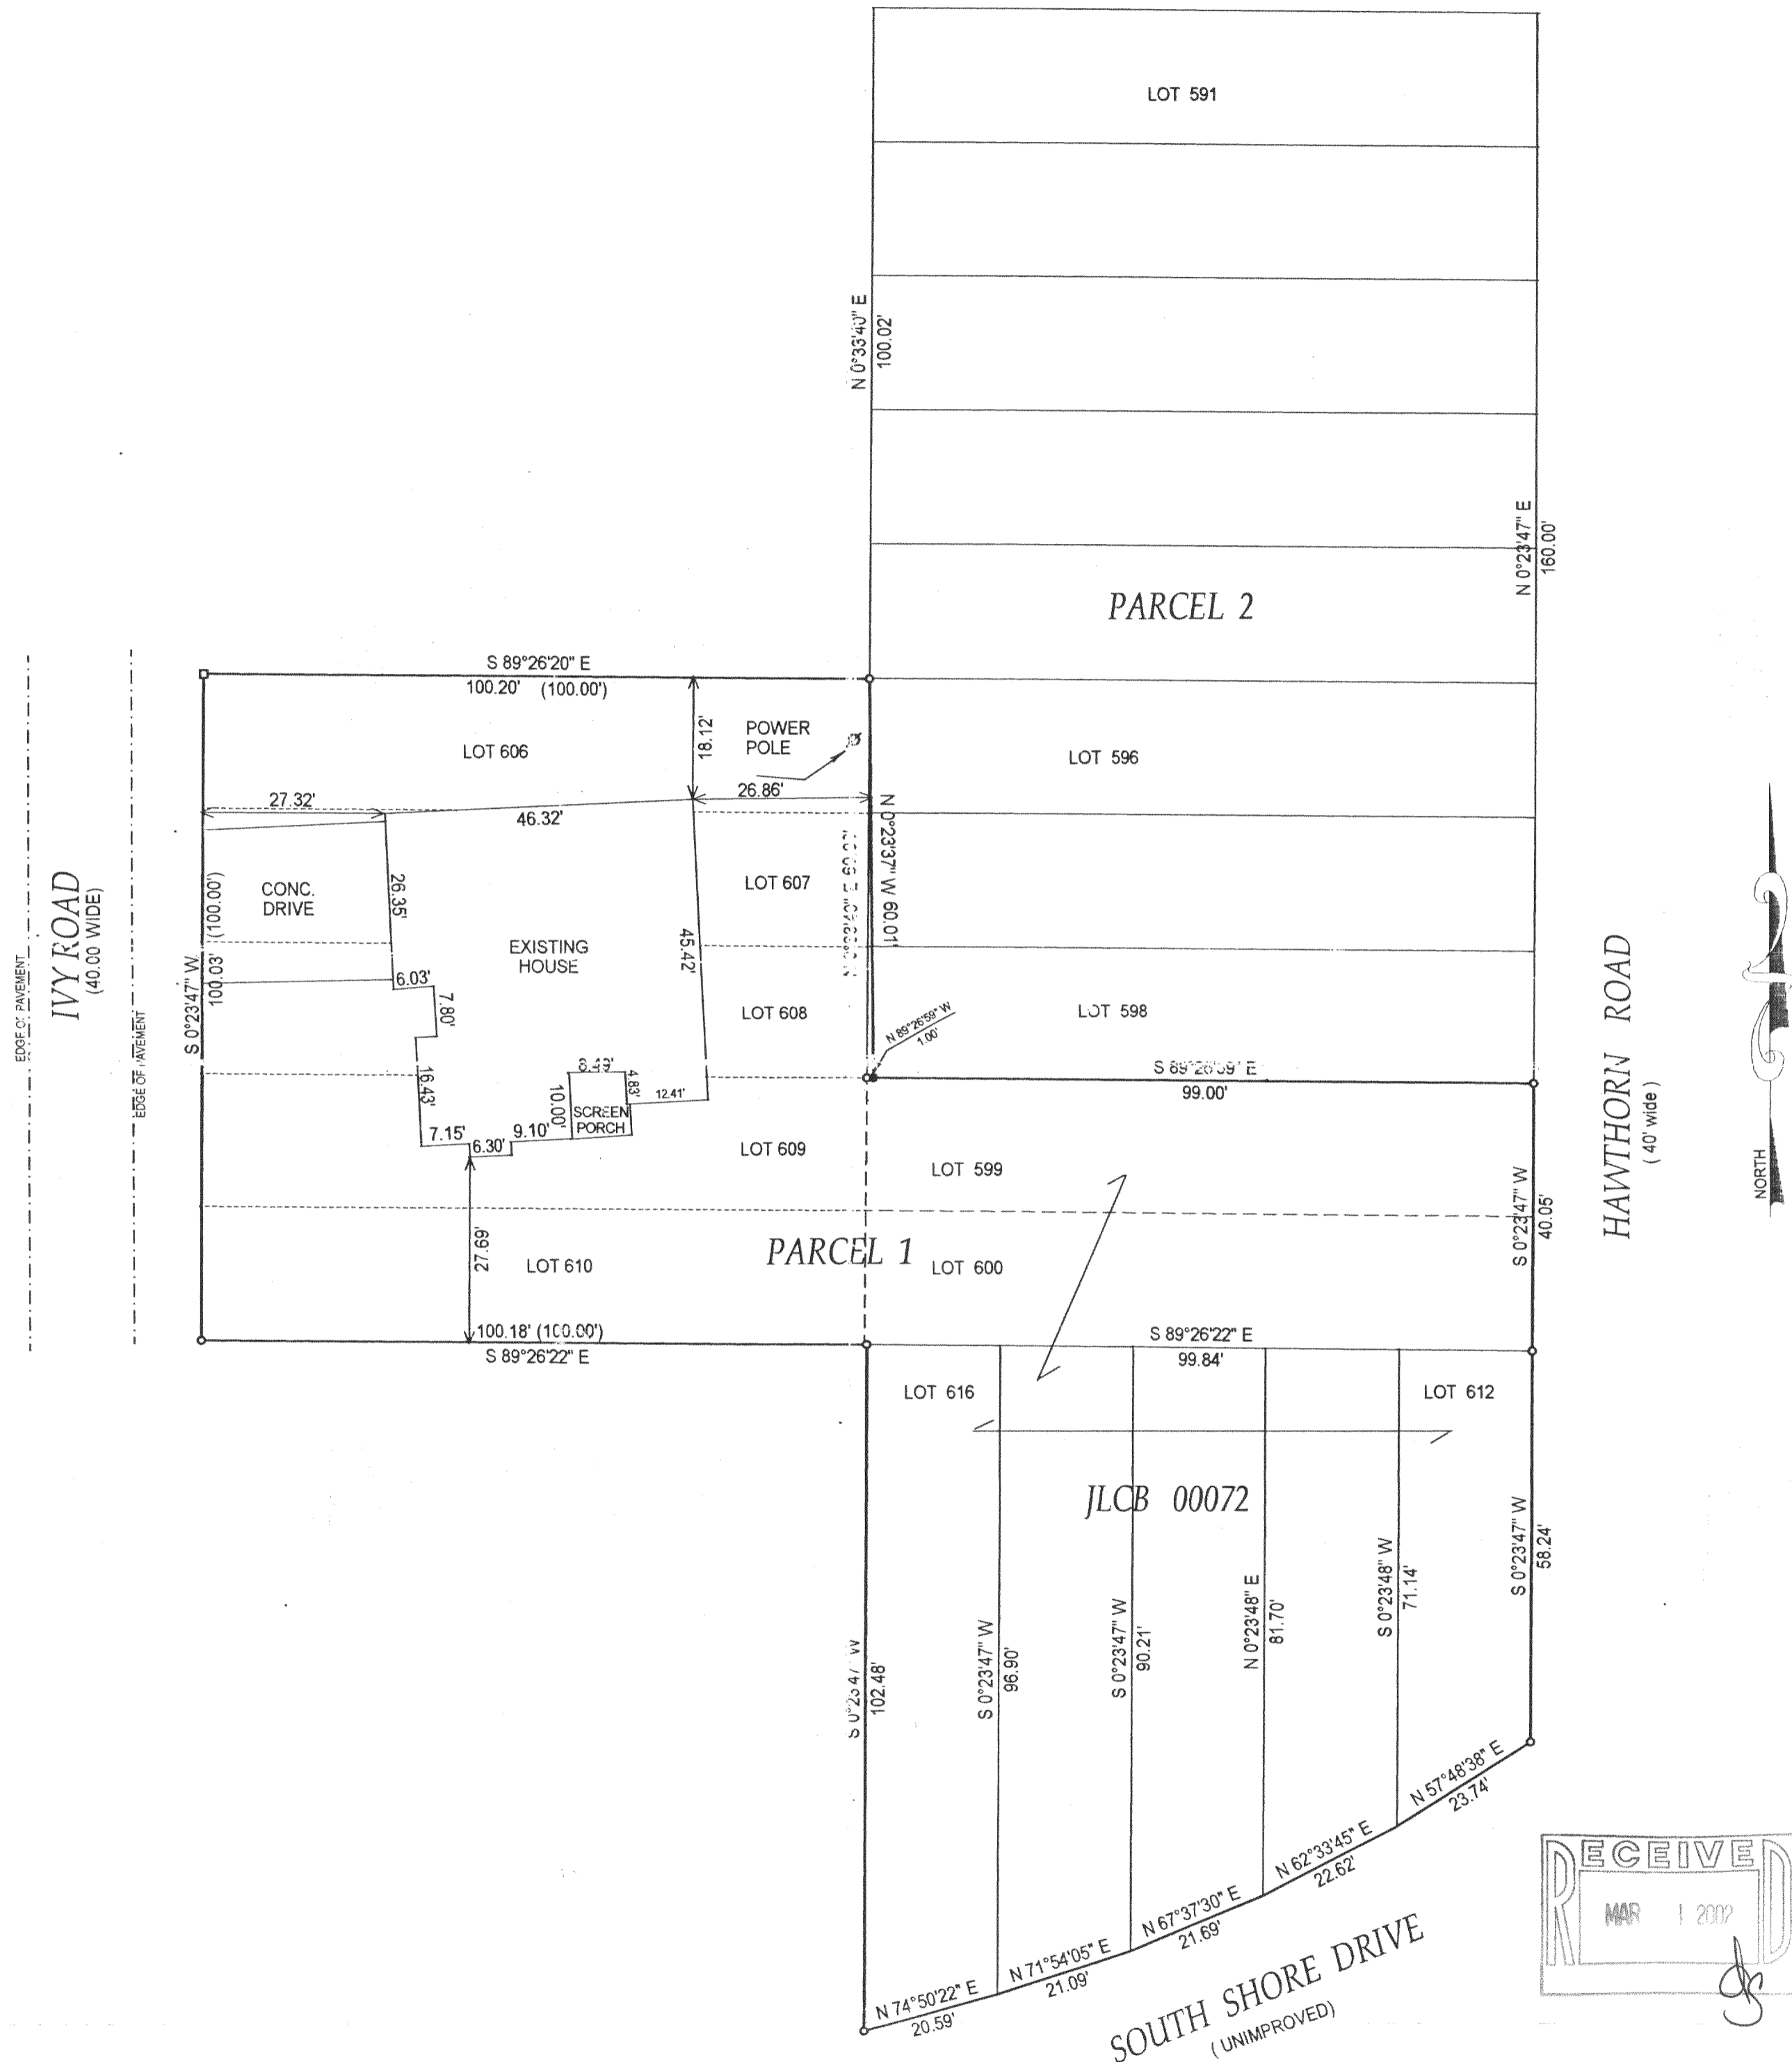 LOT 591
N 0°33'40" E
100.02'
N 0°23'47" E
160.00'
PARCEL 2
S 89°26'20" E
100.20' (100.00')
LOT 606
18.12'
POWER
POLE
LOT 596
27.32'
46.32'
26.86'
EDGE OF PAVEMENT
IVY ROAD
(40.00 WIDE)
EDGE OF PAVEMENT
S 0°23'47" W
100.03' (100.00')
CONC.
DRIVE
26.35'
EXISTING
HOUSE
45.42'
LOT 607
N 0°23'37" W 60.01'
6.03'
7.80'
LOT 608
N 89°26'59" W
1.00'
LOT 598
S 89°26'59" E
99.00'
16.43'
8.49'
4.83'
12.41'
10.00'
SCREEN
PORCH
7.15'
6.30'
9.10'
LOT 609
LOT 599
S 0°23'47" W
40.05'
HAWTHORN ROAD
( 40' wide )
NORTH
27.69'
LOT 610
PARCEL 1
LOT 600
100.18' (100.00')
S 89°26'22" E
S 89°26'22" E
99.84'
LOT 616
LOT 612
JLCB 00072
S 0°23'47" W
102.48'
S 0°23'47" W
96.90'
S 0°23'47" W
90.21'
N 0°23'48" E
81.70'
S 0°23'48" W
71.14'
S 0°23'47" W
58.24'
N 74°50'22" E
20.59'
N 71°54'05" E
21.09'
N 67°37'30" E
21.69'
N 62°33'45" E
22.62'
N 57°48'38" E
23.74'
SOUTH SHORE DRIVE
( UNIMPROVED)
RECEIVED
MAR 1 2002